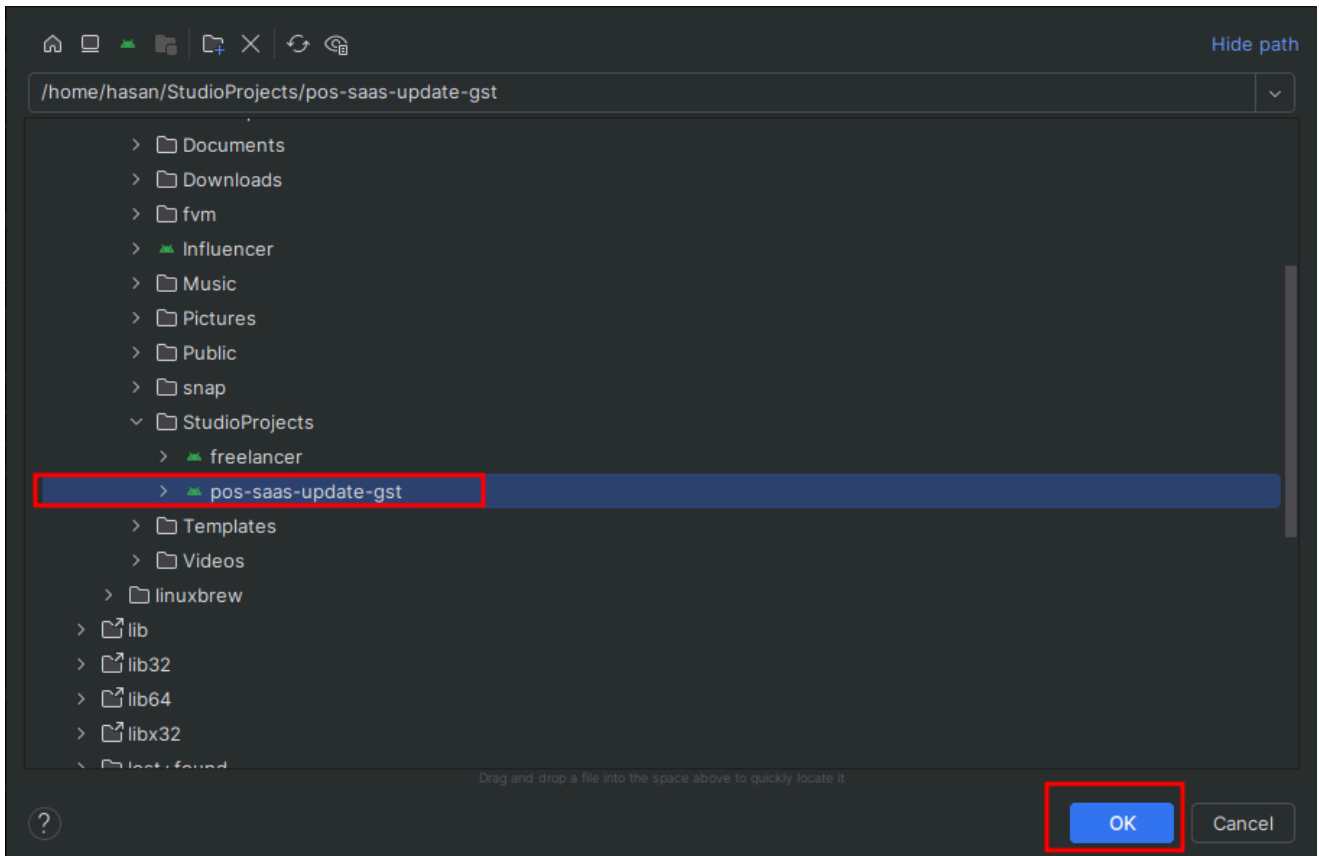 Hide path
/home/hasan/StudioProjects/pos-saas-update-gst
Documents
Downloads
fvm
Influencer
Music
Pictures
Public
snap
StudioProjects
freelancer
pos-saas-update-gst
Templates
Videos
linuxbrew
lib
lib32
lib64
libx32
lost+found
Drag and drop a file into the space above to quickly locate it
?
OK
Cancel